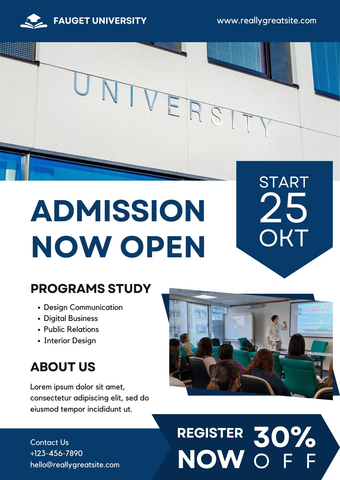 FAUGET UNIVERSITY
www.reallygreatsite.com
UNIVERSITY
START
25
OKT
ADMISSION
NOW OPEN
PROGRAMS STUDY
• Design Communication
• Digital Business
• Public Relations
• Interior Design
ABOUT US
Lorem ipsum dolor sit amet,
consectetur adipiscing elit, sed do
eiusmod tempor incididunt ut.
Contact Us
+123-456-7890
hello@reallygreatsite.com
REGISTER
NOW
30%
OFF